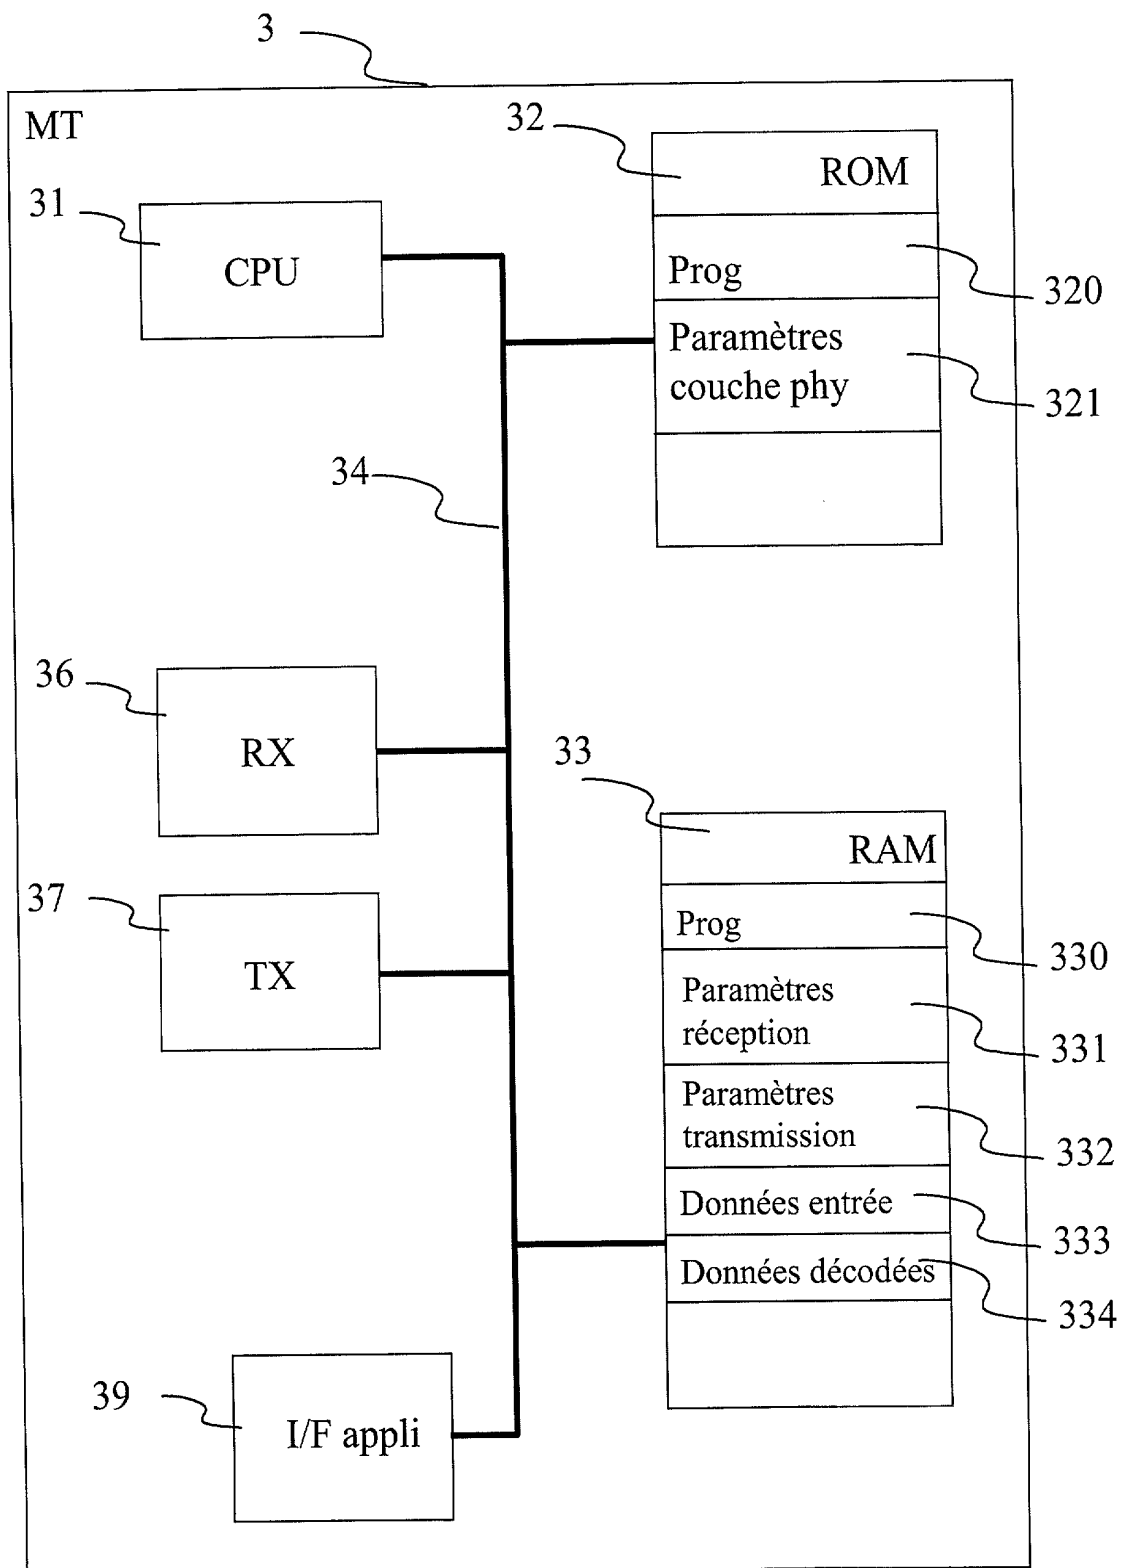 3
MT
32
ROM
31
CPU
Prog
320
Paramètres
couche phy
321
34
36
RX
33
RAM
37
TX
Prog
330
Paramètres
réception
331
Paramètres
transmission
332
Données entrée
333
Données décodées
334
39
I/F appli